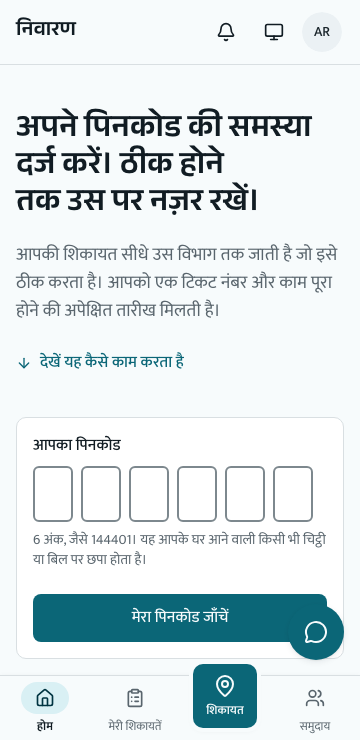 निवारण
AR
अपने पिनकोड की समस्या
दर्ज करें। ठीक होने
तक उस पर नज़र रखें।
आपकी शिकायत सीधे उस विभाग तक जाती है जो इसे
ठीक करता है। आपको एक टिकट नंबर और काम पूरा
होने की अपेक्षित तारीख मिलती है।
देखें यह कैसे काम करता है
आपका पिनकोड
6 अंक, जैसे 144401। यह आपके घर आने वाली किसी भी चिट्ठी
या बिल पर छपा होता है।
मेरा पिनकोड जाँचें
होम
मेरी शिकायतें
शिकायत
समुदाय